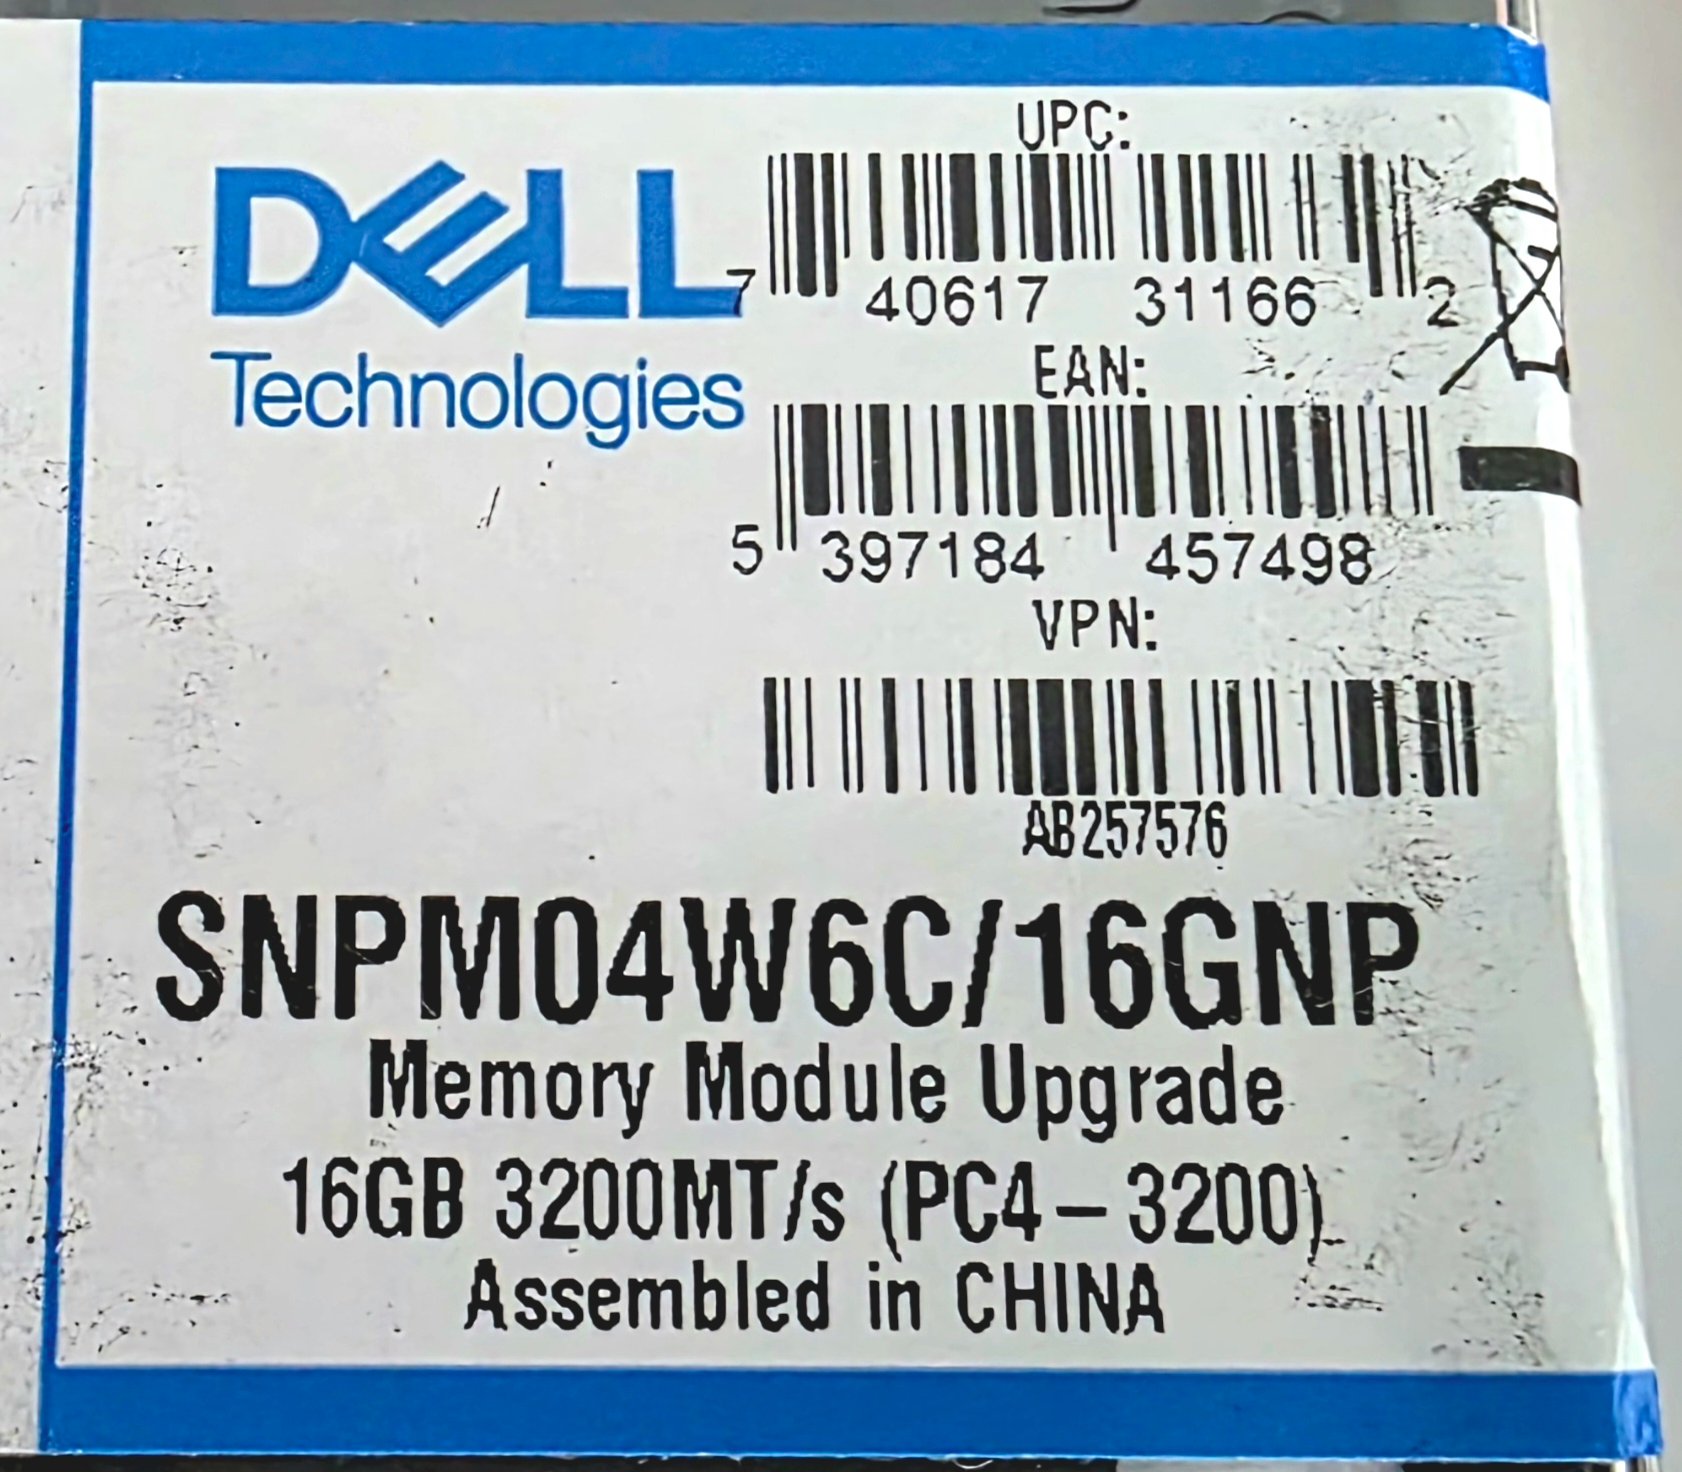 DELL
Technologies
UPC:
7 40617 31166 2
EAN:
5 397184 457498
VPN:
AB257576
SNPM04W6C/16GNP
Memory Module Upgrade
16GB 3200MT/s (PC4-3200)
Assembled in CHINA